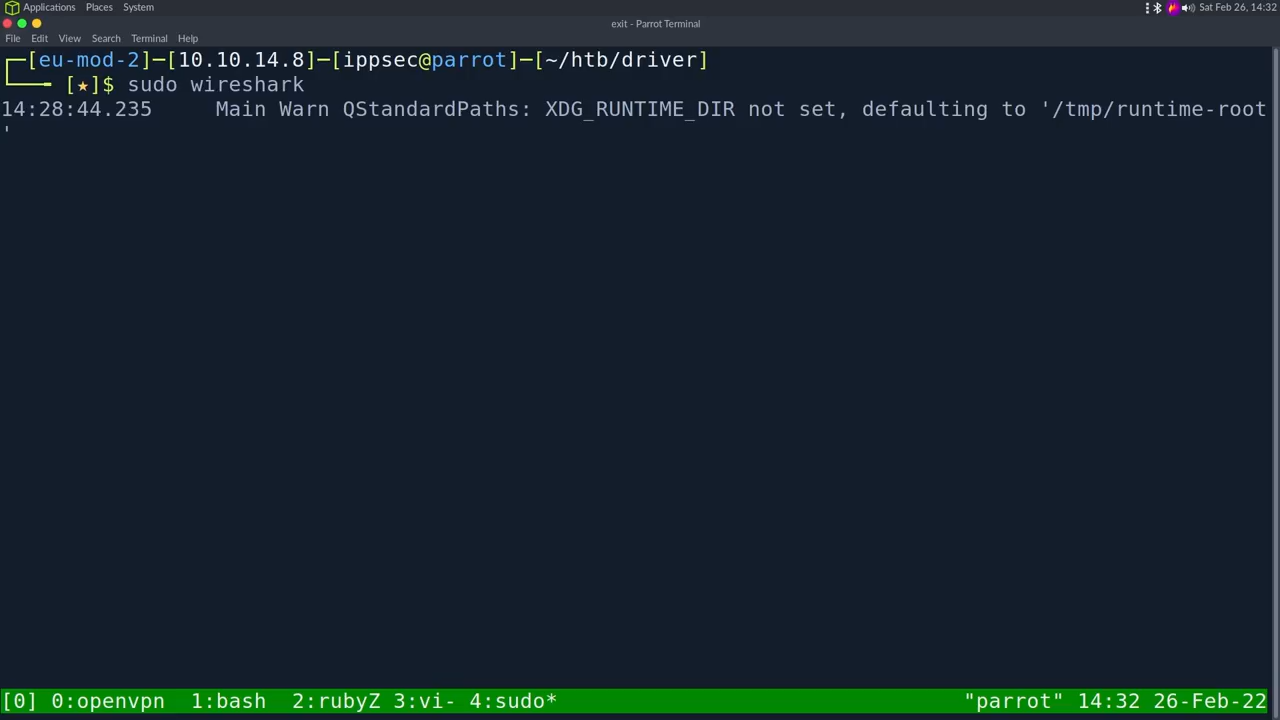 Applications Places System Sat Feb 26, 14:32
exit - Parrot Terminal
File Edit View Search Terminal Help
┌─[eu-mod-2]─[10.10.14.8]─[ippsec@parrot]─[~/htb/driver]
└──╼ [★]$ sudo wireshark
14:28:44.235     Main Warn QStandardPaths: XDG_RUNTIME_DIR not set, defaulting to '/tmp/runtime-root
'
[0] 0:openvpn  1:bash  2:rubyZ 3:vi- 4:sudo* "parrot" 14:32 26-Feb-22